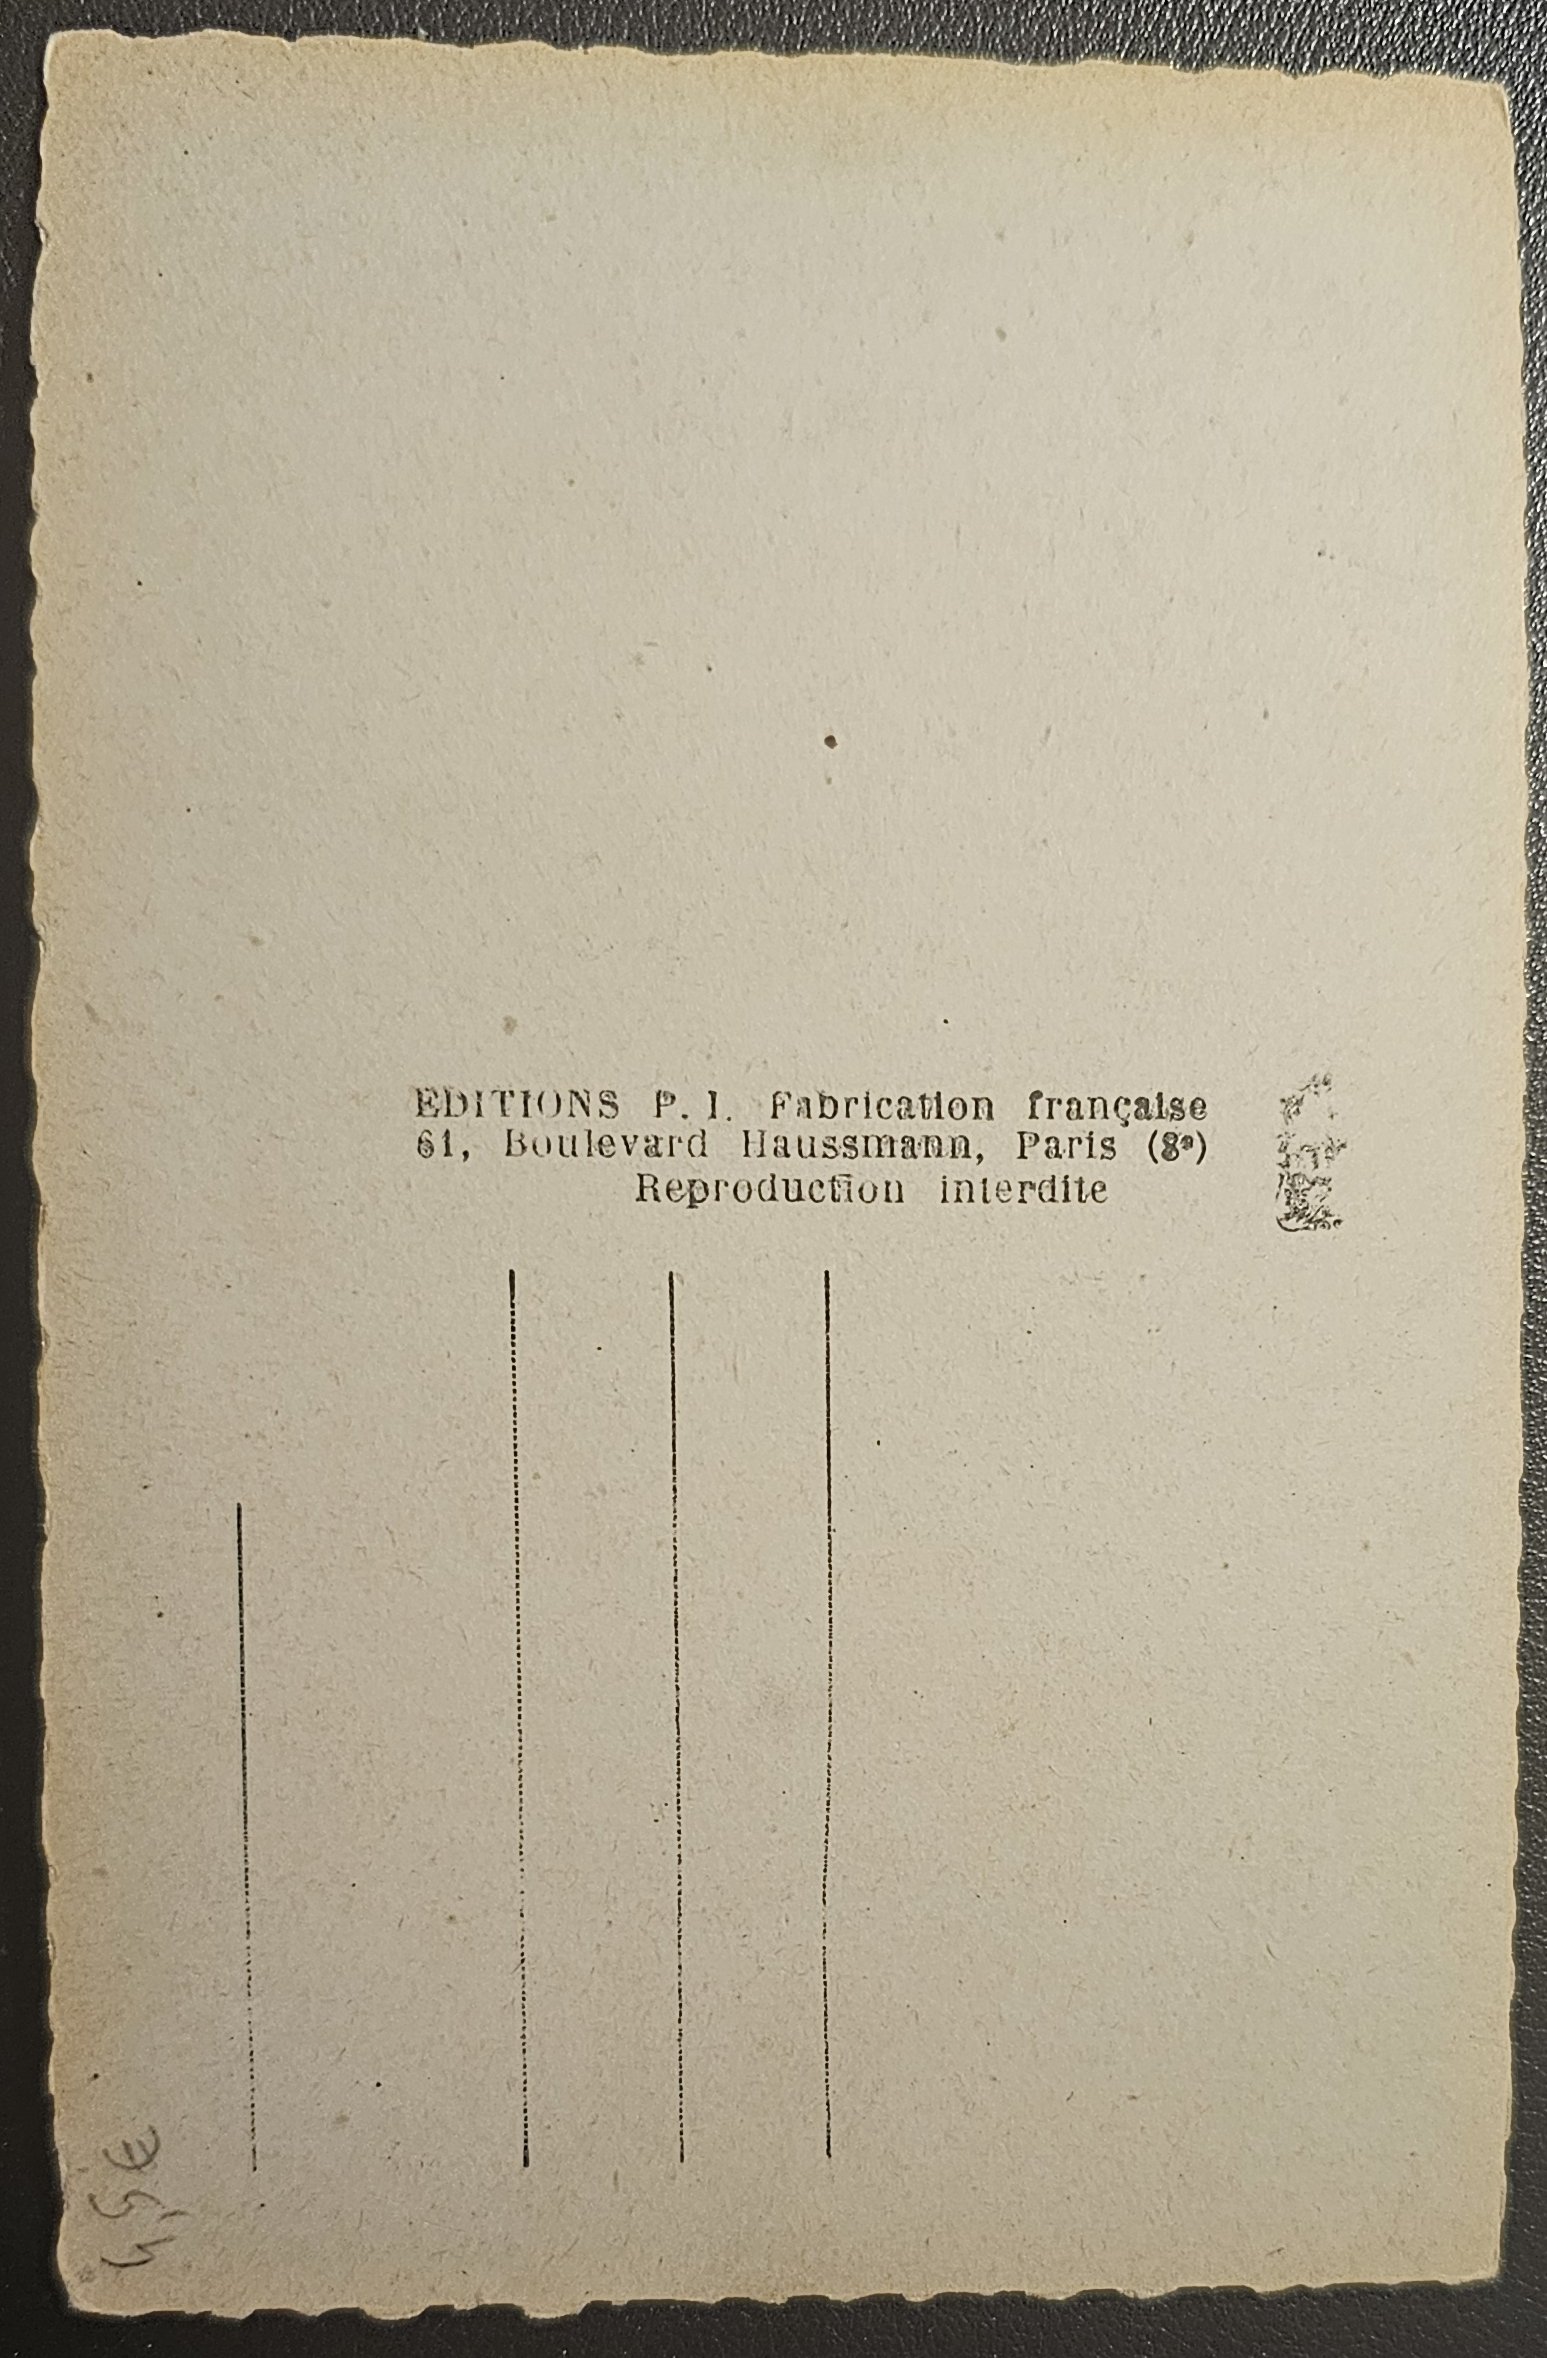 EDITIONS P. I. Fabrication française
61, Boulevard Haussmann, Paris (8e)
Reproduction interdite
4,5€